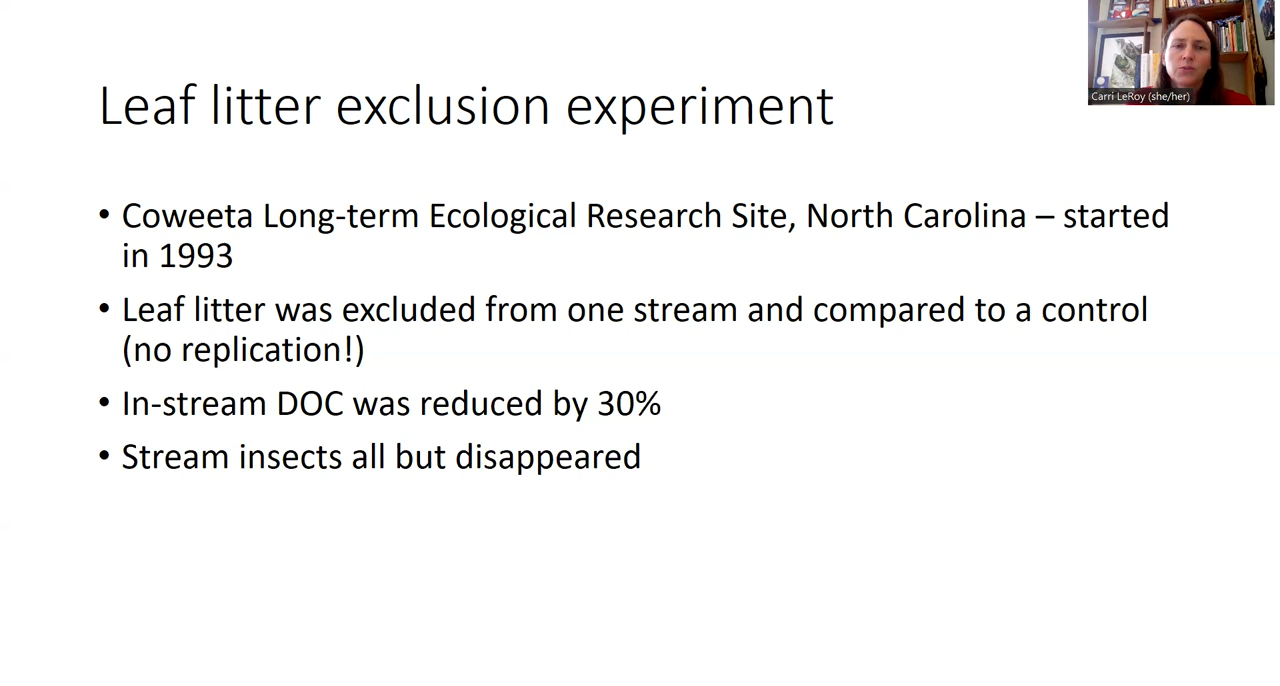 Carri LeRoy (she/her)
Leaf litter exclusion experiment
• Coweeta Long-term Ecological Research Site, North Carolina – started
in 1993
• Leaf litter was excluded from one stream and compared to a control
(no replication!)
• In-stream DOC was reduced by 30%
• Stream insects all but disappeared